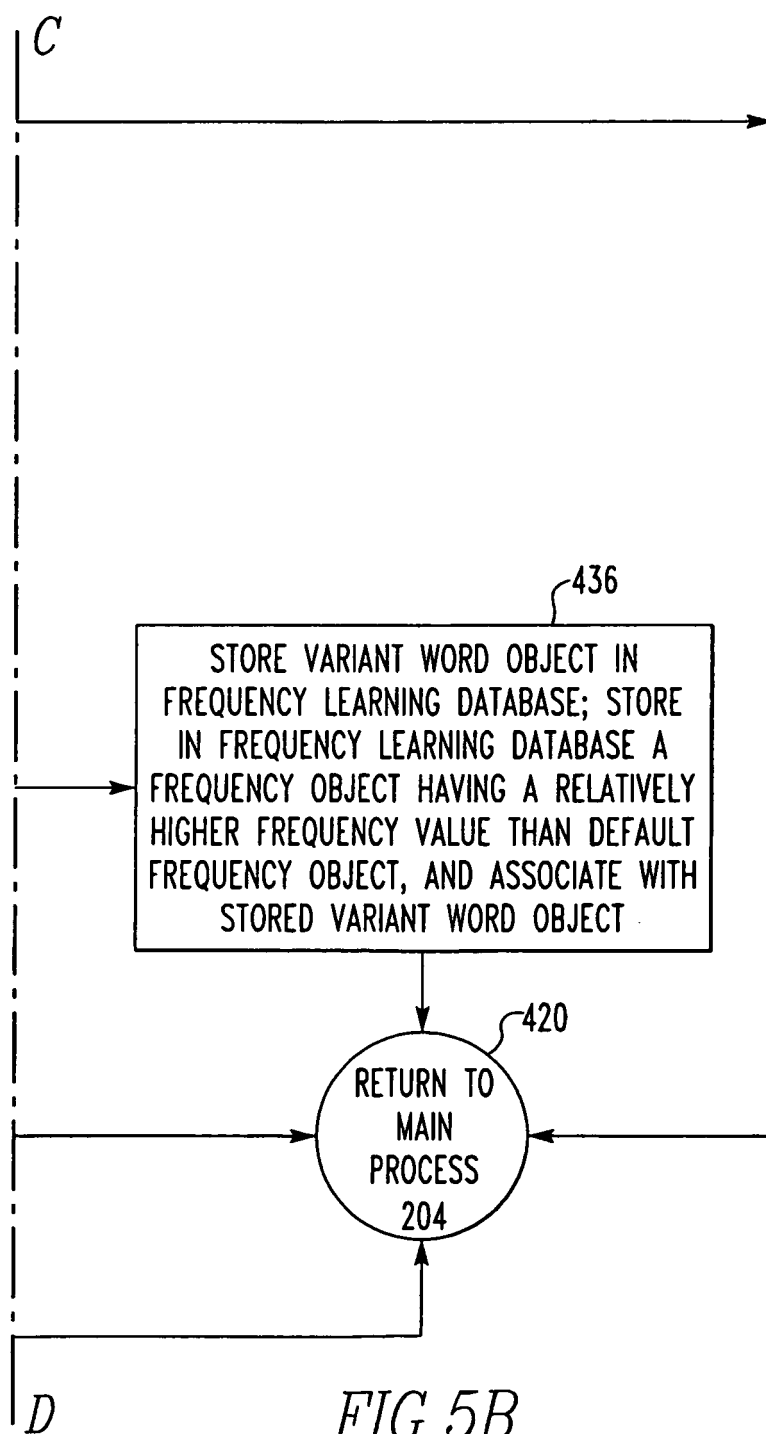 C
436
STORE VARIANT WORD OBJECT IN
FREQUENCY LEARNING DATABASE; STORE
IN FREQUENCY LEARNING DATABASE A
FREQUENCY OBJECT HAVING A RELATIVELY
HIGHER FREQUENCY VALUE THAN DEFAULT
FREQUENCY OBJECT, AND ASSOCIATE WITH
STORED VARIANT WORD OBJECT
420
RETURN TO
MAIN
PROCESS
204
D
FIG. 5B